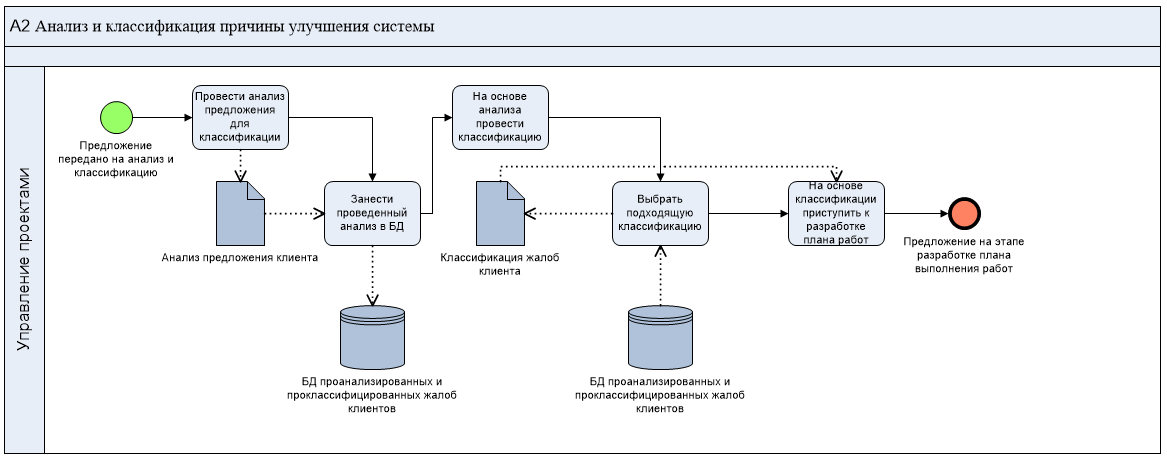 A2 Анализ и классификация причины улучшения системы
Управление проектами
Предложение
передано на анализ и
классификацию
Провести анализ
предложения
для
классификации
Анализ предложения клиента
Занести
проведенный
анализ в БД
БД проанализированных и
проклассифицированных жалоб
клиентов
На основе
анализа
провести
классификацию
Классификация жалоб
клиента
Выбрать
подходящую
классификацию
БД проанализированных и
проклассифицированных жалоб
клиентов
На основе
классификации
приступить к
разработке
плана работ
Предложение на этапе
разработке плана
выполнения работ